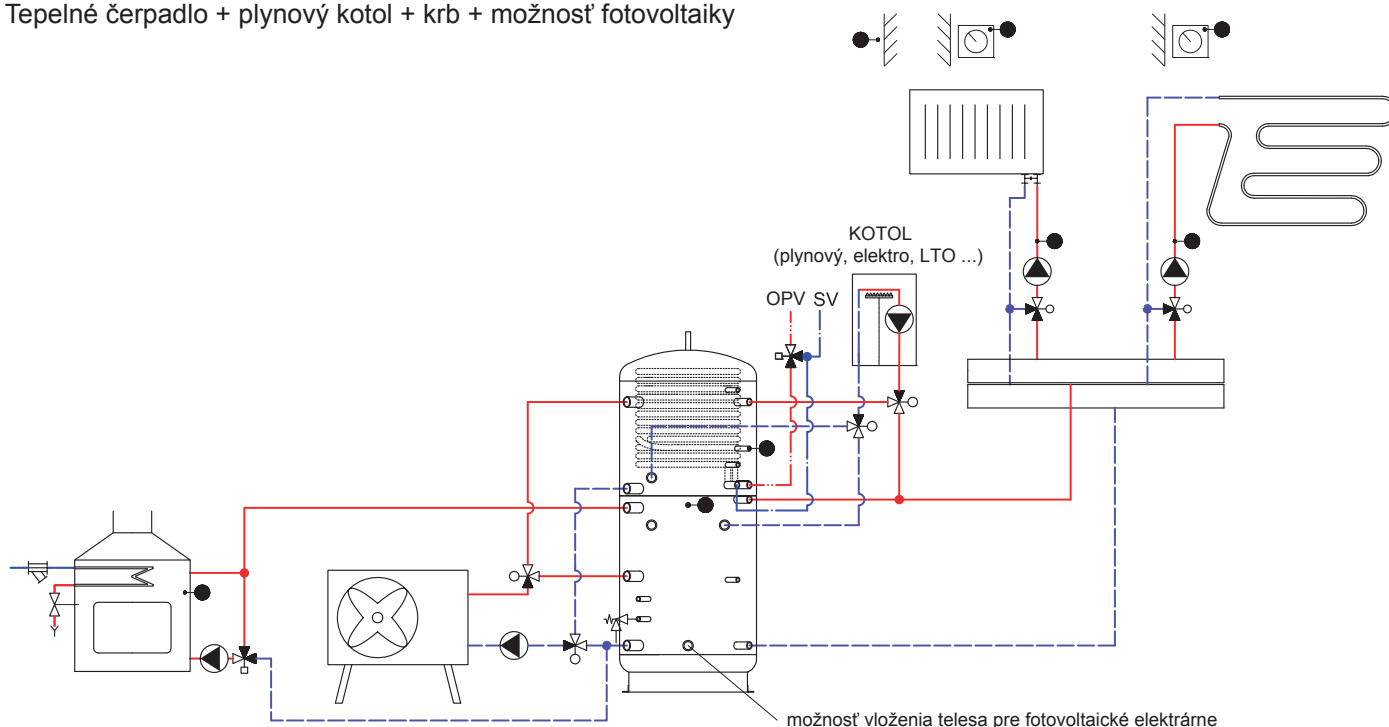 Tepelné čerpadlo + plynový kotol + krb + možnosť fotovoltaiky
KOTOL
(plynový, elektro, LTO ...)
OPV SV
možnosť vloženia telesa pre fotovoltaické elektrárne